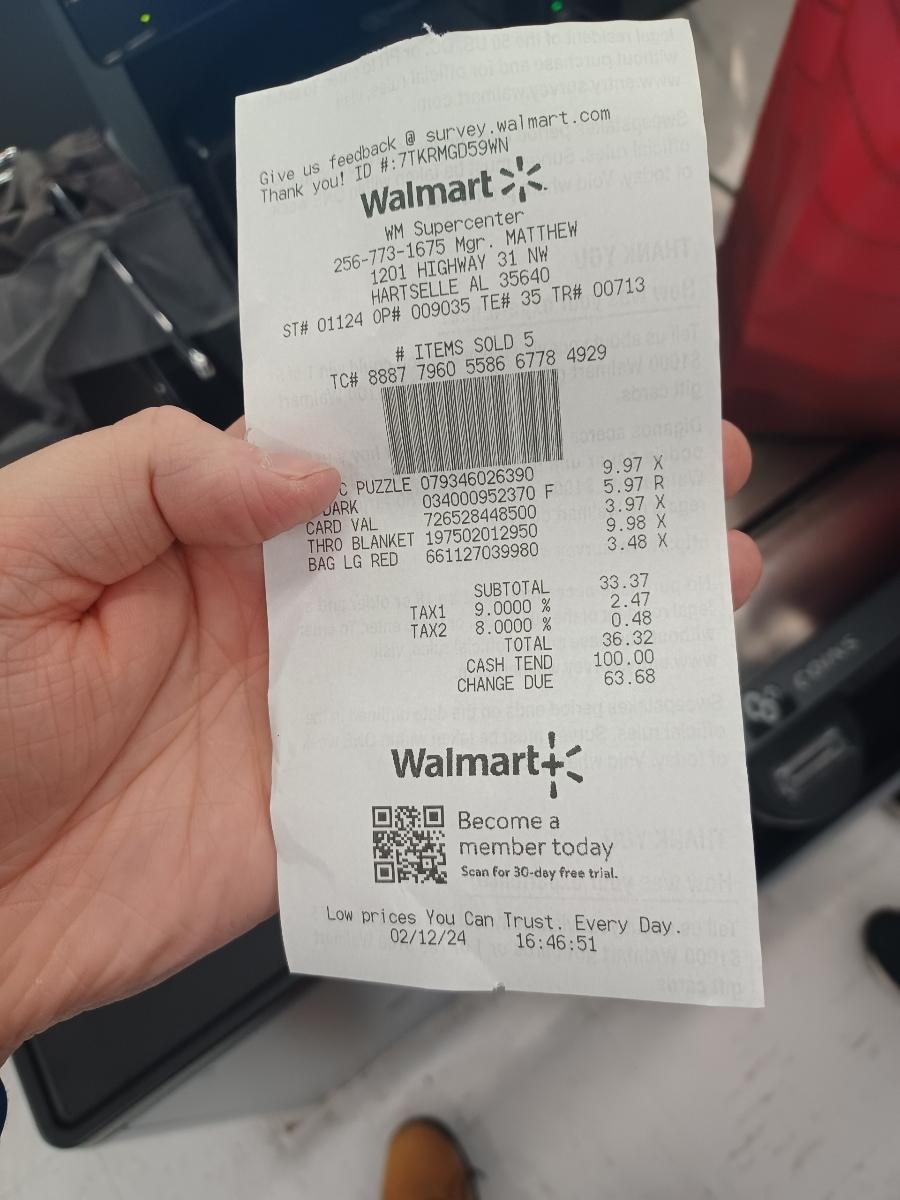 Give us feedback @ survey.walmart.com
Thank you! ID #:7TKRMGD59WN
Walmart
WM Supercenter
256-773-1675 Mgr. MATTHEW
1201 HIGHWAY 31 NW
HARTSELLE AL 35640
ST# 01124 OP# 009035 TE# 35 TR# 00713
# ITEMS SOLD 5
TC# 8887 7960 5586 6778 4929
PUZZLE 079346026390 9.97 X
DARK 034000952370 F 5.97 R
CARD VAL 726528448500 3.97 X
THRO BLANKET 197502012950 9.98 X
BAG LG RED 661127039980 3.48 X
SUBTOTAL 33.37
TAX1 9.0000 % 2.47
TAX2 8.0000 % 0.48
TOTAL 36.32
CASH TEND 100.00
CHANGE DUE 63.68
Walmart+
Become a
member today
Scan for 30-day free trial.
Low prices You Can Trust. Every Day.
02/12/24 16:46:51
COINS